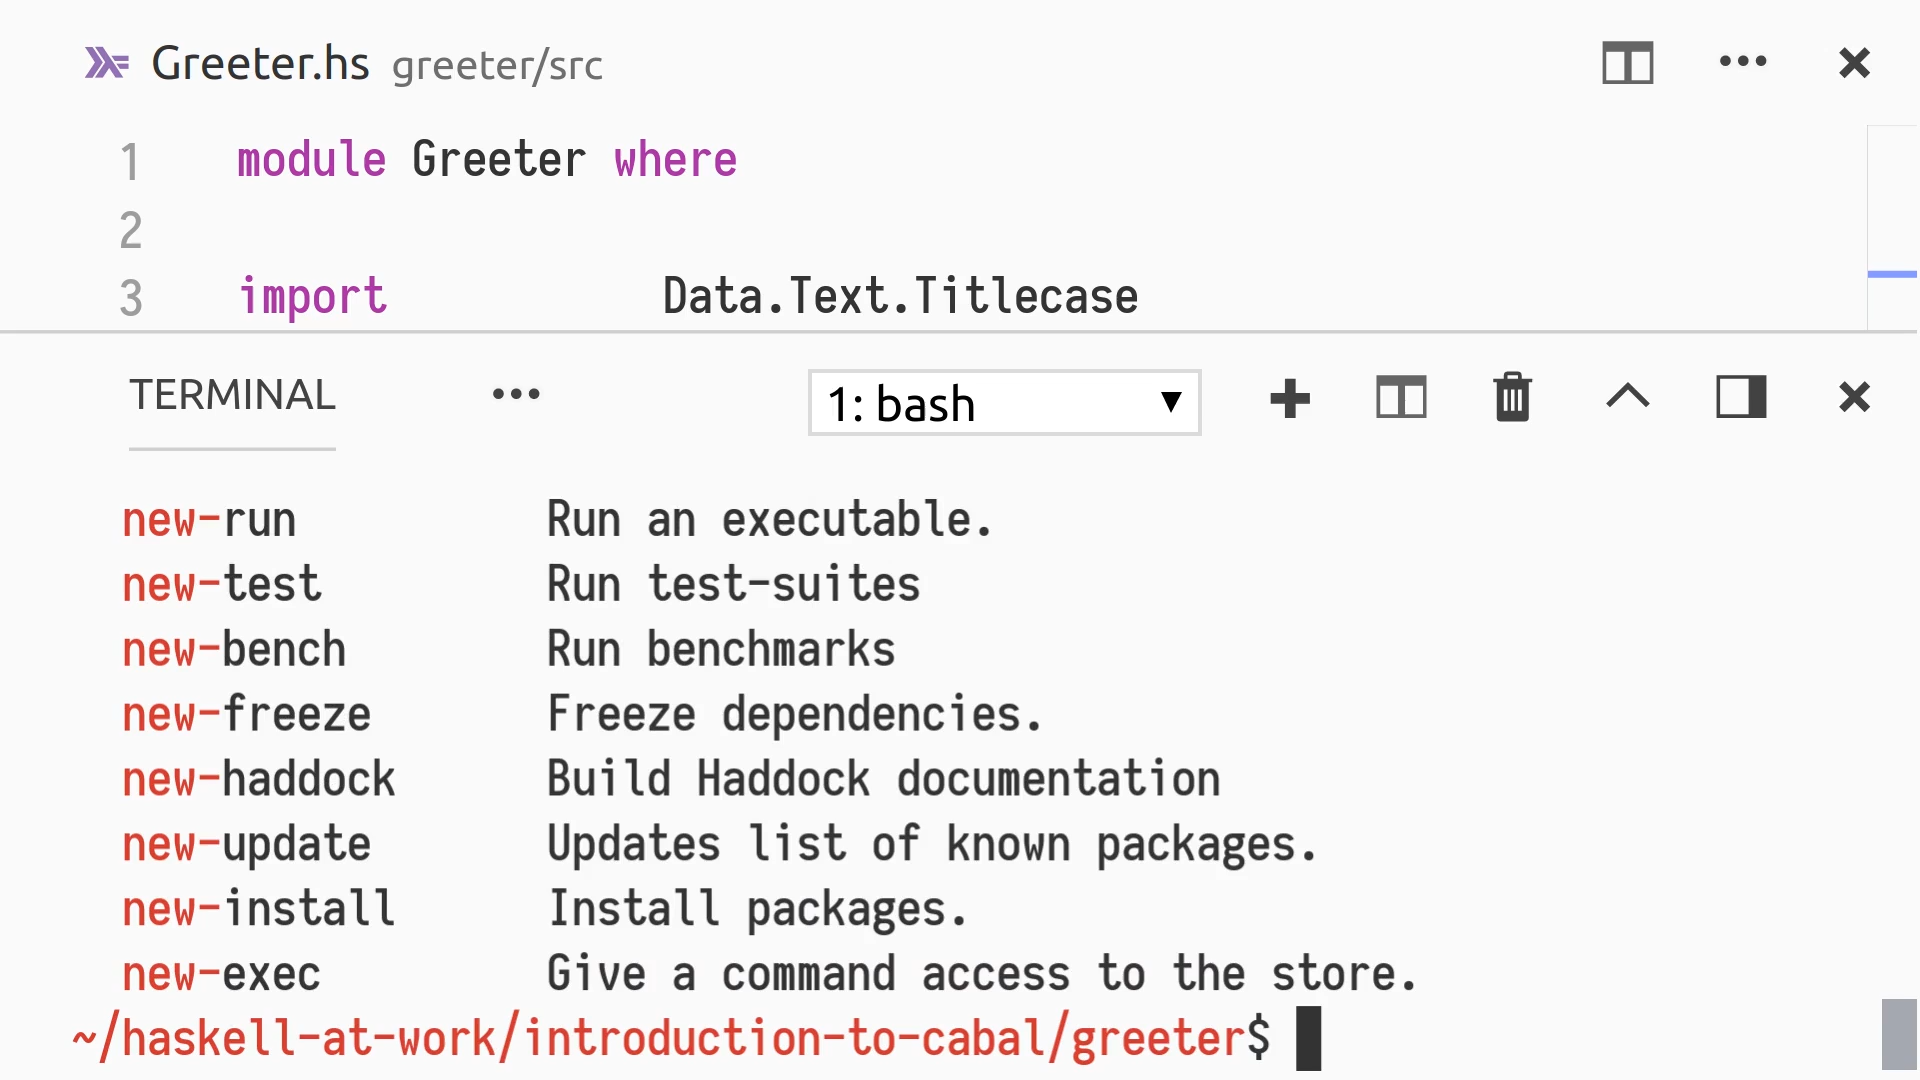 Greeter.hs greeter/src
1 module Greeter where
2
3 import Data.Text.Titlecase
TERMINAL 1: bash
new-run Run an executable.
new-test Run test-suites
new-bench Run benchmarks
new-freeze Freeze dependencies.
new-haddock Build Haddock documentation
new-update Updates list of known packages.
new-install Install packages.
new-exec Give a command access to the store.
~/haskell-at-work/introduction-to-cabal/greeter$